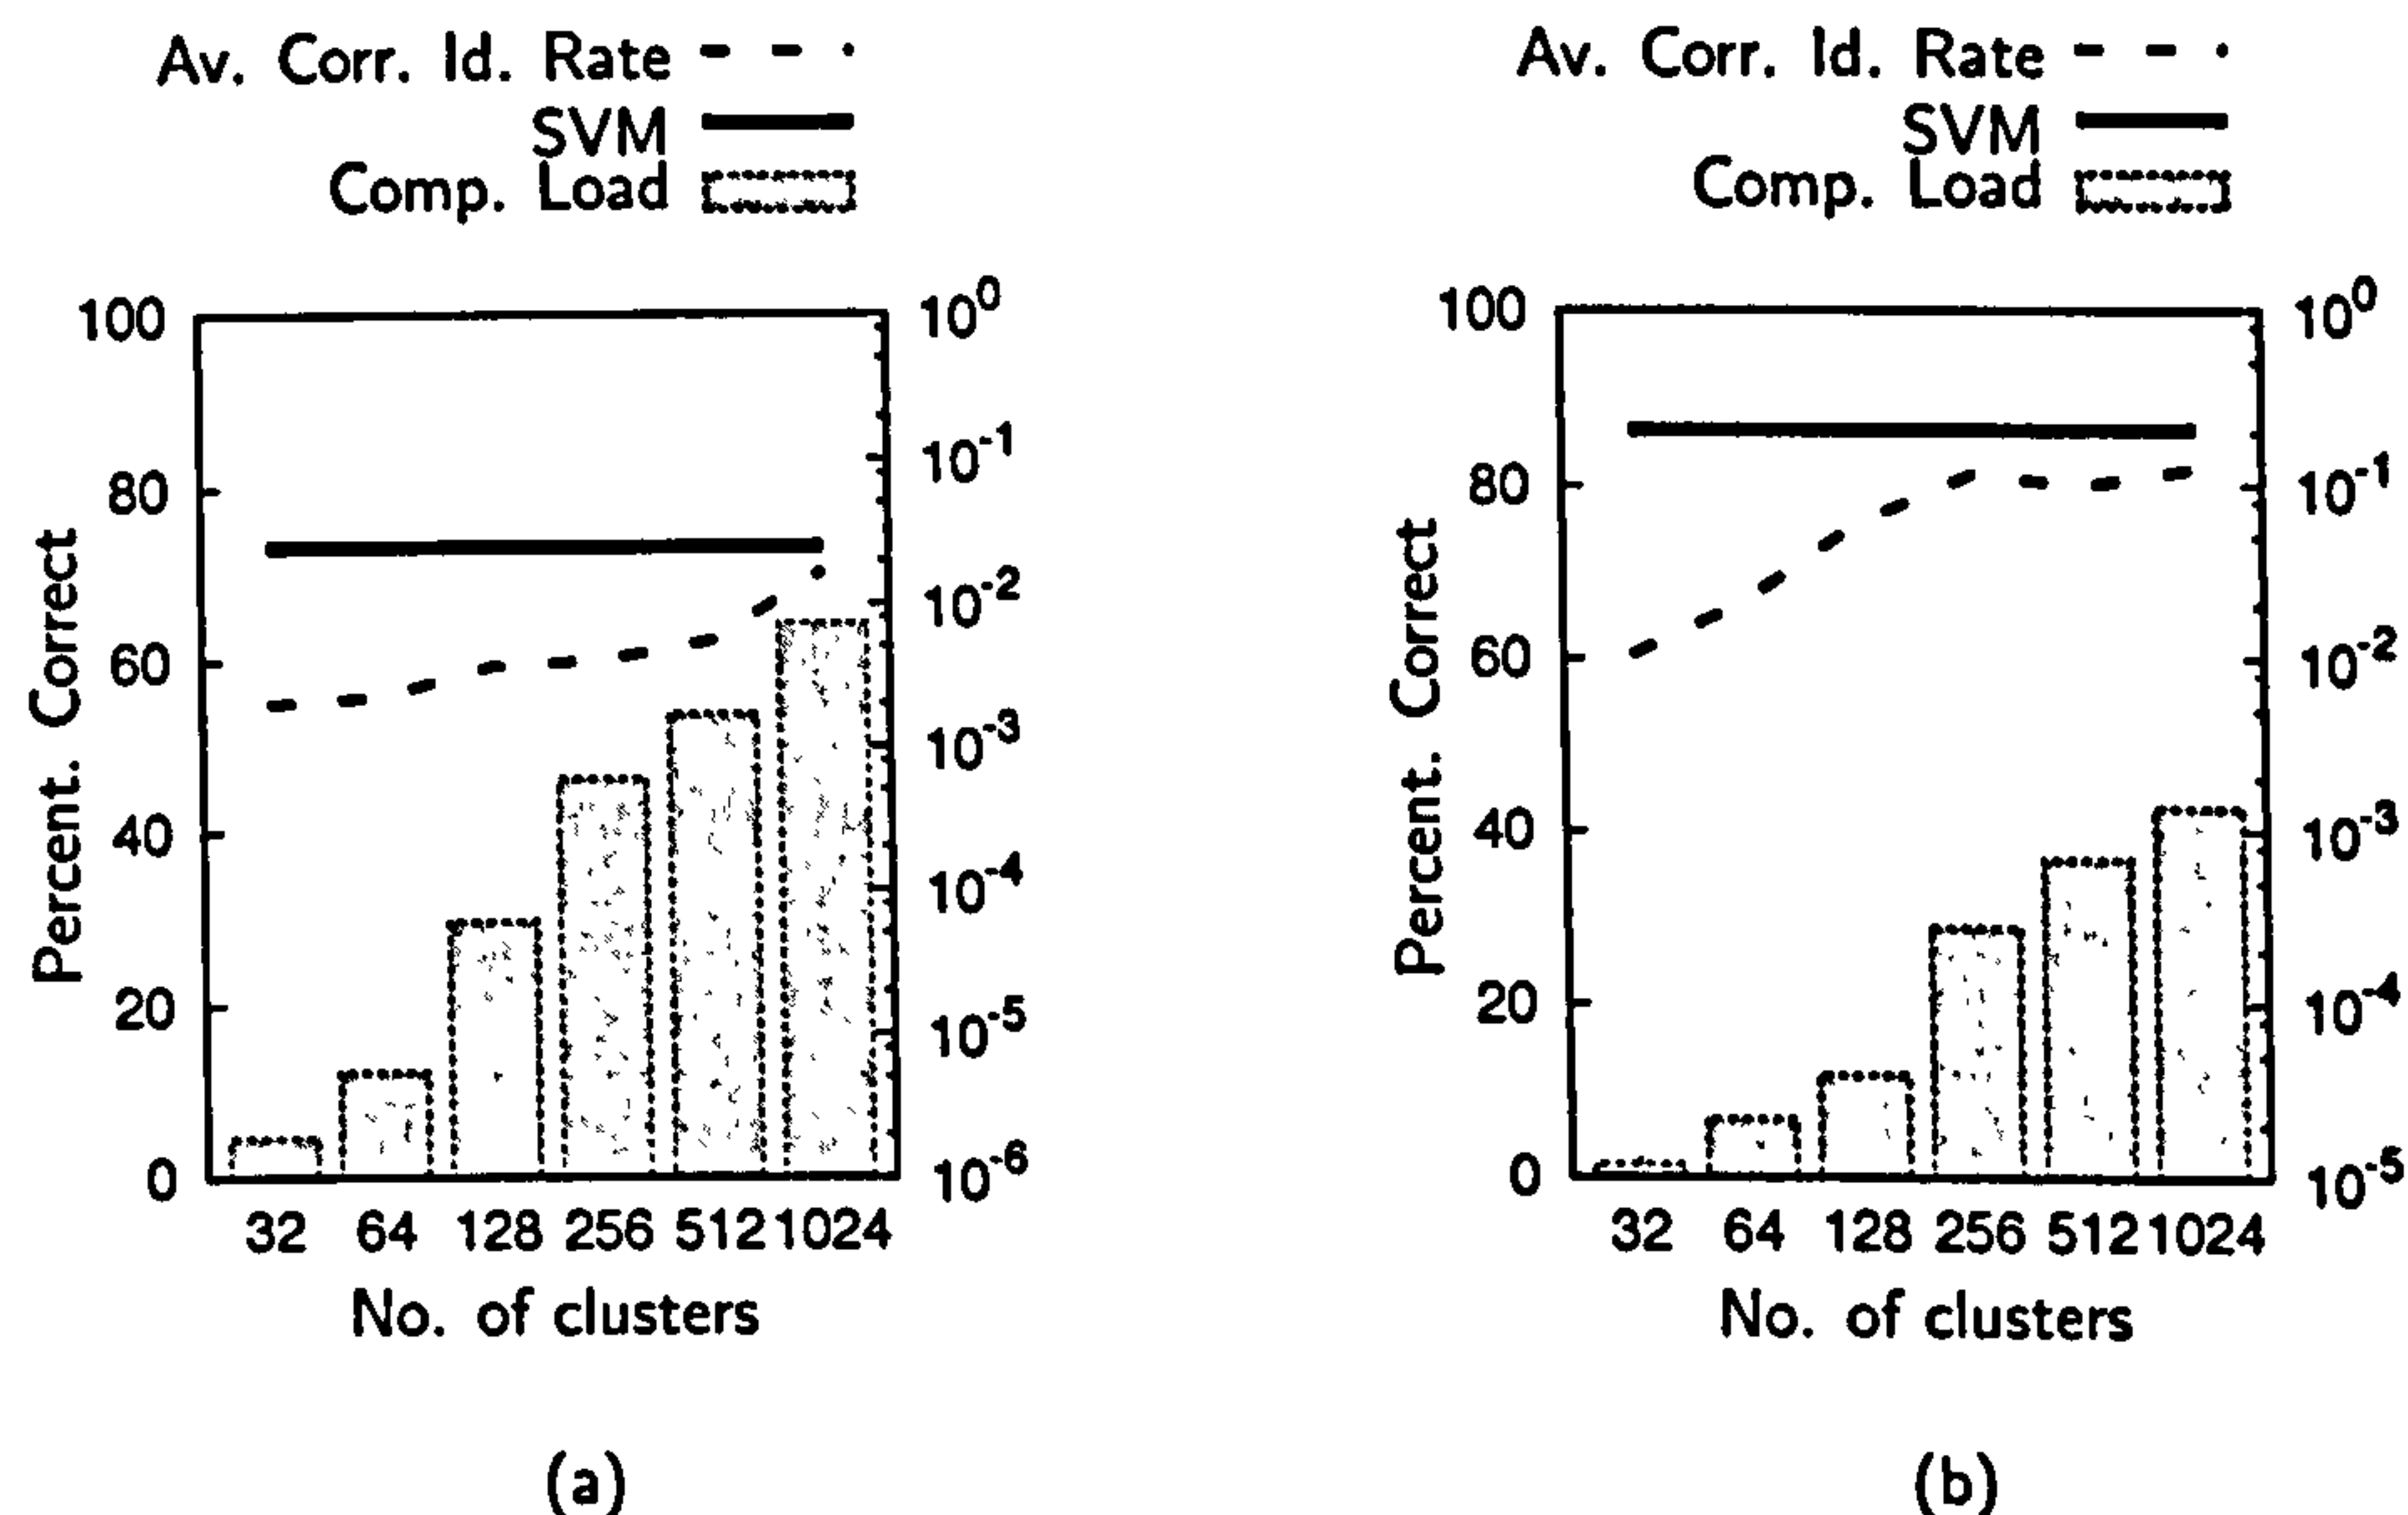 Av. Corr. Id. Rate
SVM
Comp. Load
100
80
60
40
20
0
Percent. Correct
10^0
10^-1
10^-2
10^-3
10^-4
10^-5
10^-6
32 64 128 256 512 1024
No. of clusters
(a)
Av. Corr. Id. Rate
SVM
Comp. Load
100
80
60
40
20
0
Percent. Correct
10^0
10^-1
10^-2
10^-3
10^-4
10^-5
32 64 128 256 512 1024
No. of clusters
(b)